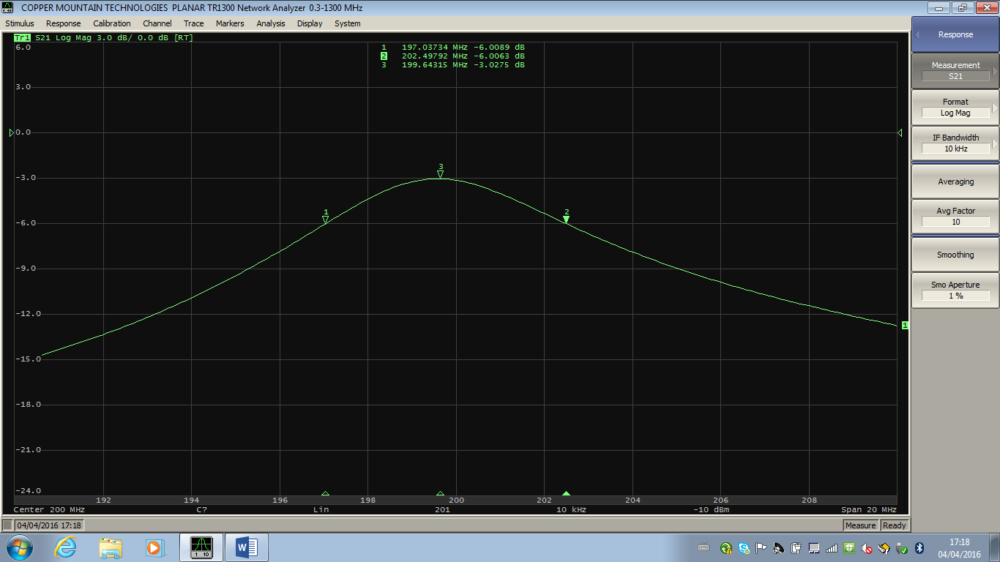 COPPER MOUNTAIN TECHNOLOGIES  PLANAR TR1300 Network Analyzer  0.3-1300 MHz
Stimulus Response Calibration Channel Trace Markers Analysis Display System
Tr1 S21 Log Mag 3.0 dB/ 0.0 dB [RT]
1 197.03734 MHz -6.0089 dB
2 202.49792 MHz -6.0063 dB
3 199.64315 MHz -3.0275 dB
6.0
3.0
0.0
-3.0
-6.0
-9.0
-12.0
-15.0
-18.0
-21.0
-24.0
3
1
2
1
192 194 196 198 200 202 204 206 208
Center 200 MHz C? Lin 201 10 kHz -10 dBm Span 20 MHz
Response
Measurement
S21
Format
Log Mag
IF Bandwidth
10 kHz
Averaging
Avg Factor
10
Smoothing
Smo Aperture
1 %
04/04/2016 17:18
Measure Ready
1 10
W
17:18
04/04/2016